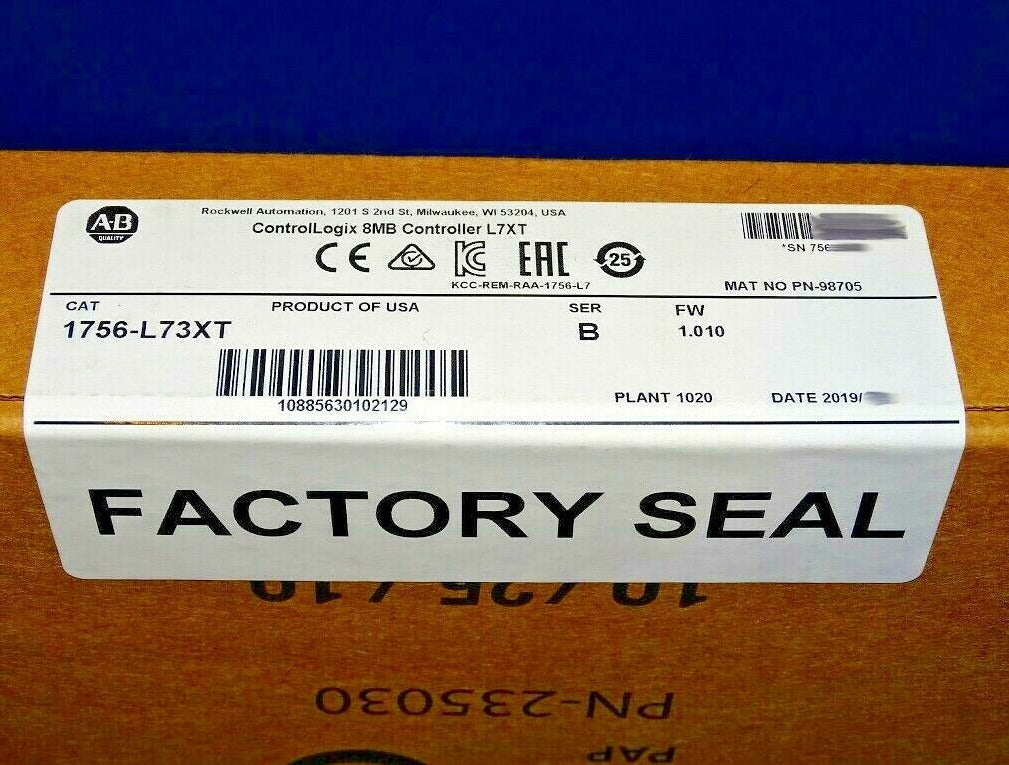 A-B
QUALITY
Rockwell Automation, 1201 S 2nd St, Milwaukee, WI 53204, USA
ControlLogix 8MB Controller L7XT
CE
EAC
25
KCC-REM-RAA-1756-L7
*SN 756
MAT NO PN-98705
CAT
PRODUCT OF USA
SER
FW
1756-L73XT
B
1.010
10885630102129
PLANT 1020
DATE 2019/
FACTORY SEAL
PN-235030
PAP